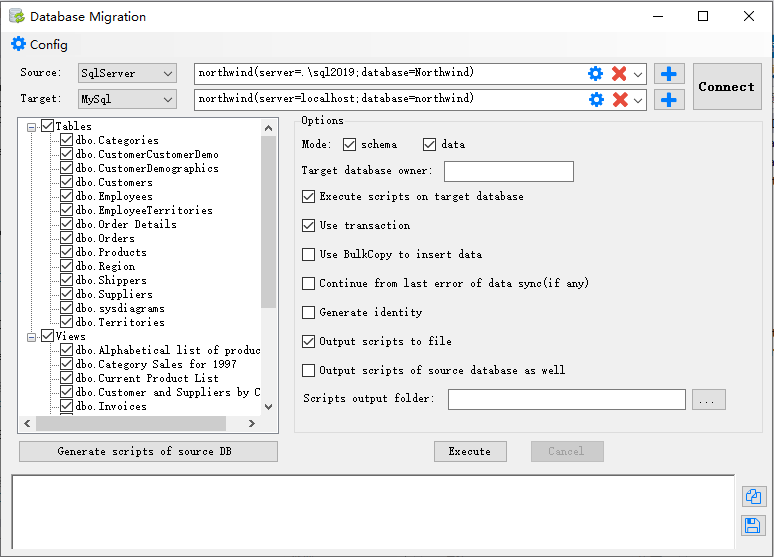 Database Migration
Config
Source: SqlServer northwind(server=.\sql2019;database=Northwind)
Target: MySql northwind(server=localhost;database=northwind)
Connect
Tables
dbo.Categories
dbo.CustomerCustomerDemo
dbo.CustomerDemographics
dbo.Customers
dbo.Employees
dbo.EmployeeTerritories
dbo.Order Details
dbo.Orders
dbo.Products
dbo.Region
dbo.Shippers
dbo.Suppliers
dbo.sysdiagrams
dbo.Territories
Views
dbo.Alphabetical list of produc
dbo.Category Sales for 1997
dbo.Current Product List
dbo.Customer and Suppliers by C
dbo.Invoices
Options
Mode: schema data
Target database owner:
Execute scripts on target database
Use transaction
Use BulkCopy to insert data
Continue from last error of data sync(if any)
Generate identity
Output scripts to file
Output scripts of source database as well
Scripts output folder: ...
Generate scripts of source DB
Execute
Cancel